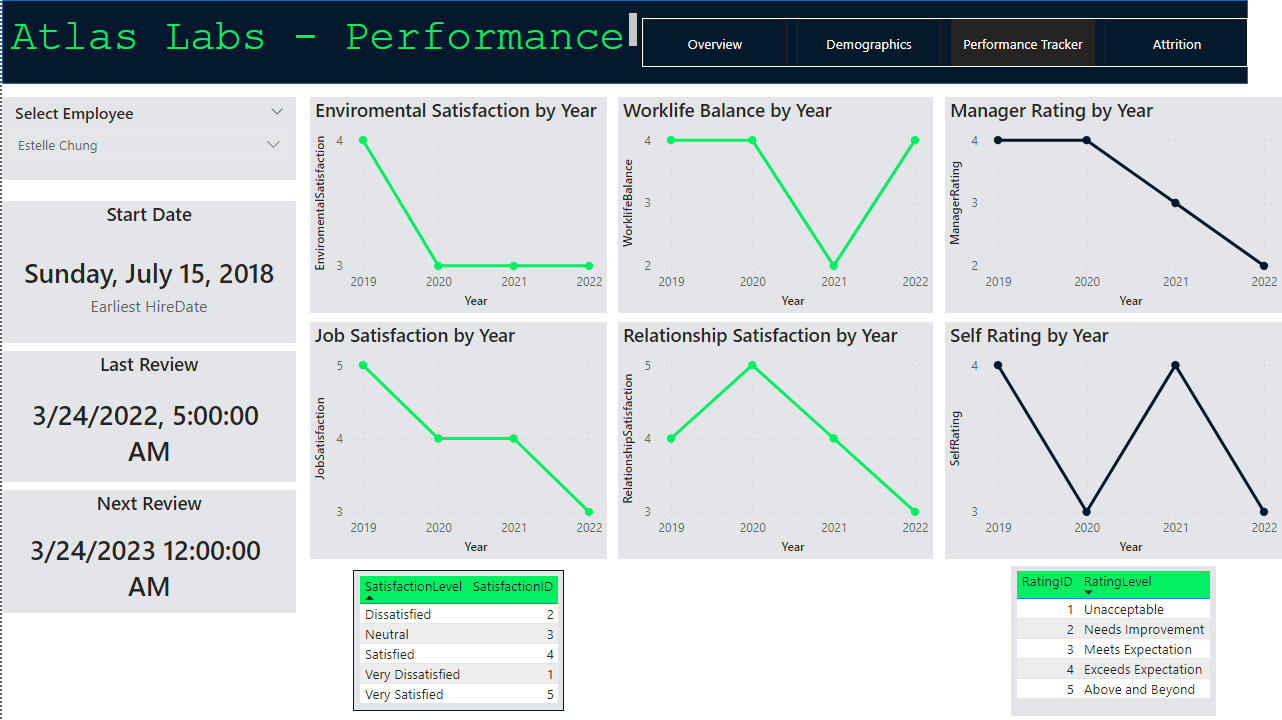 Atlas Labs - Performance
Overview
Demographics
Performance Tracker
Attrition
Select Employee
Estelle Chung
Start Date
Sunday, July 15, 2018
Earliest HireDate
Last Review
3/24/2022, 5:00:00
AM
Next Review
3/24/2023 12:00:00
AM
Enviromental Satisfaction by Year
EnviromentalSatisfaction
4
3
2019 2020 2021 2022
Year
Worklife Balance by Year
WorklifeBalance
4
3
2
2019 2020 2021 2022
Year
Manager Rating by Year
ManagerRating
4
3
2
2019 2020 2021 2022
Year
Job Satisfaction by Year
JobSatisfaction
5
4
3
2019 2020 2021 2022
Year
Relationship Satisfaction by Year
RelationshipSatisfaction
5
4
3
2019 2020 2021 2022
Year
Self Rating by Year
SelfRating
4
3
2019 2020 2021 2022
Year
SatisfactionLevel SatisfactionID
Dissatisfied 2
Neutral 3
Satisfied 4
Very Dissatisfied 1
Very Satisfied 5
RatingID RatingLevel
1 Unacceptable
2 Needs Improvement
3 Meets Expectation
4 Exceeds Expectation
5 Above and Beyond